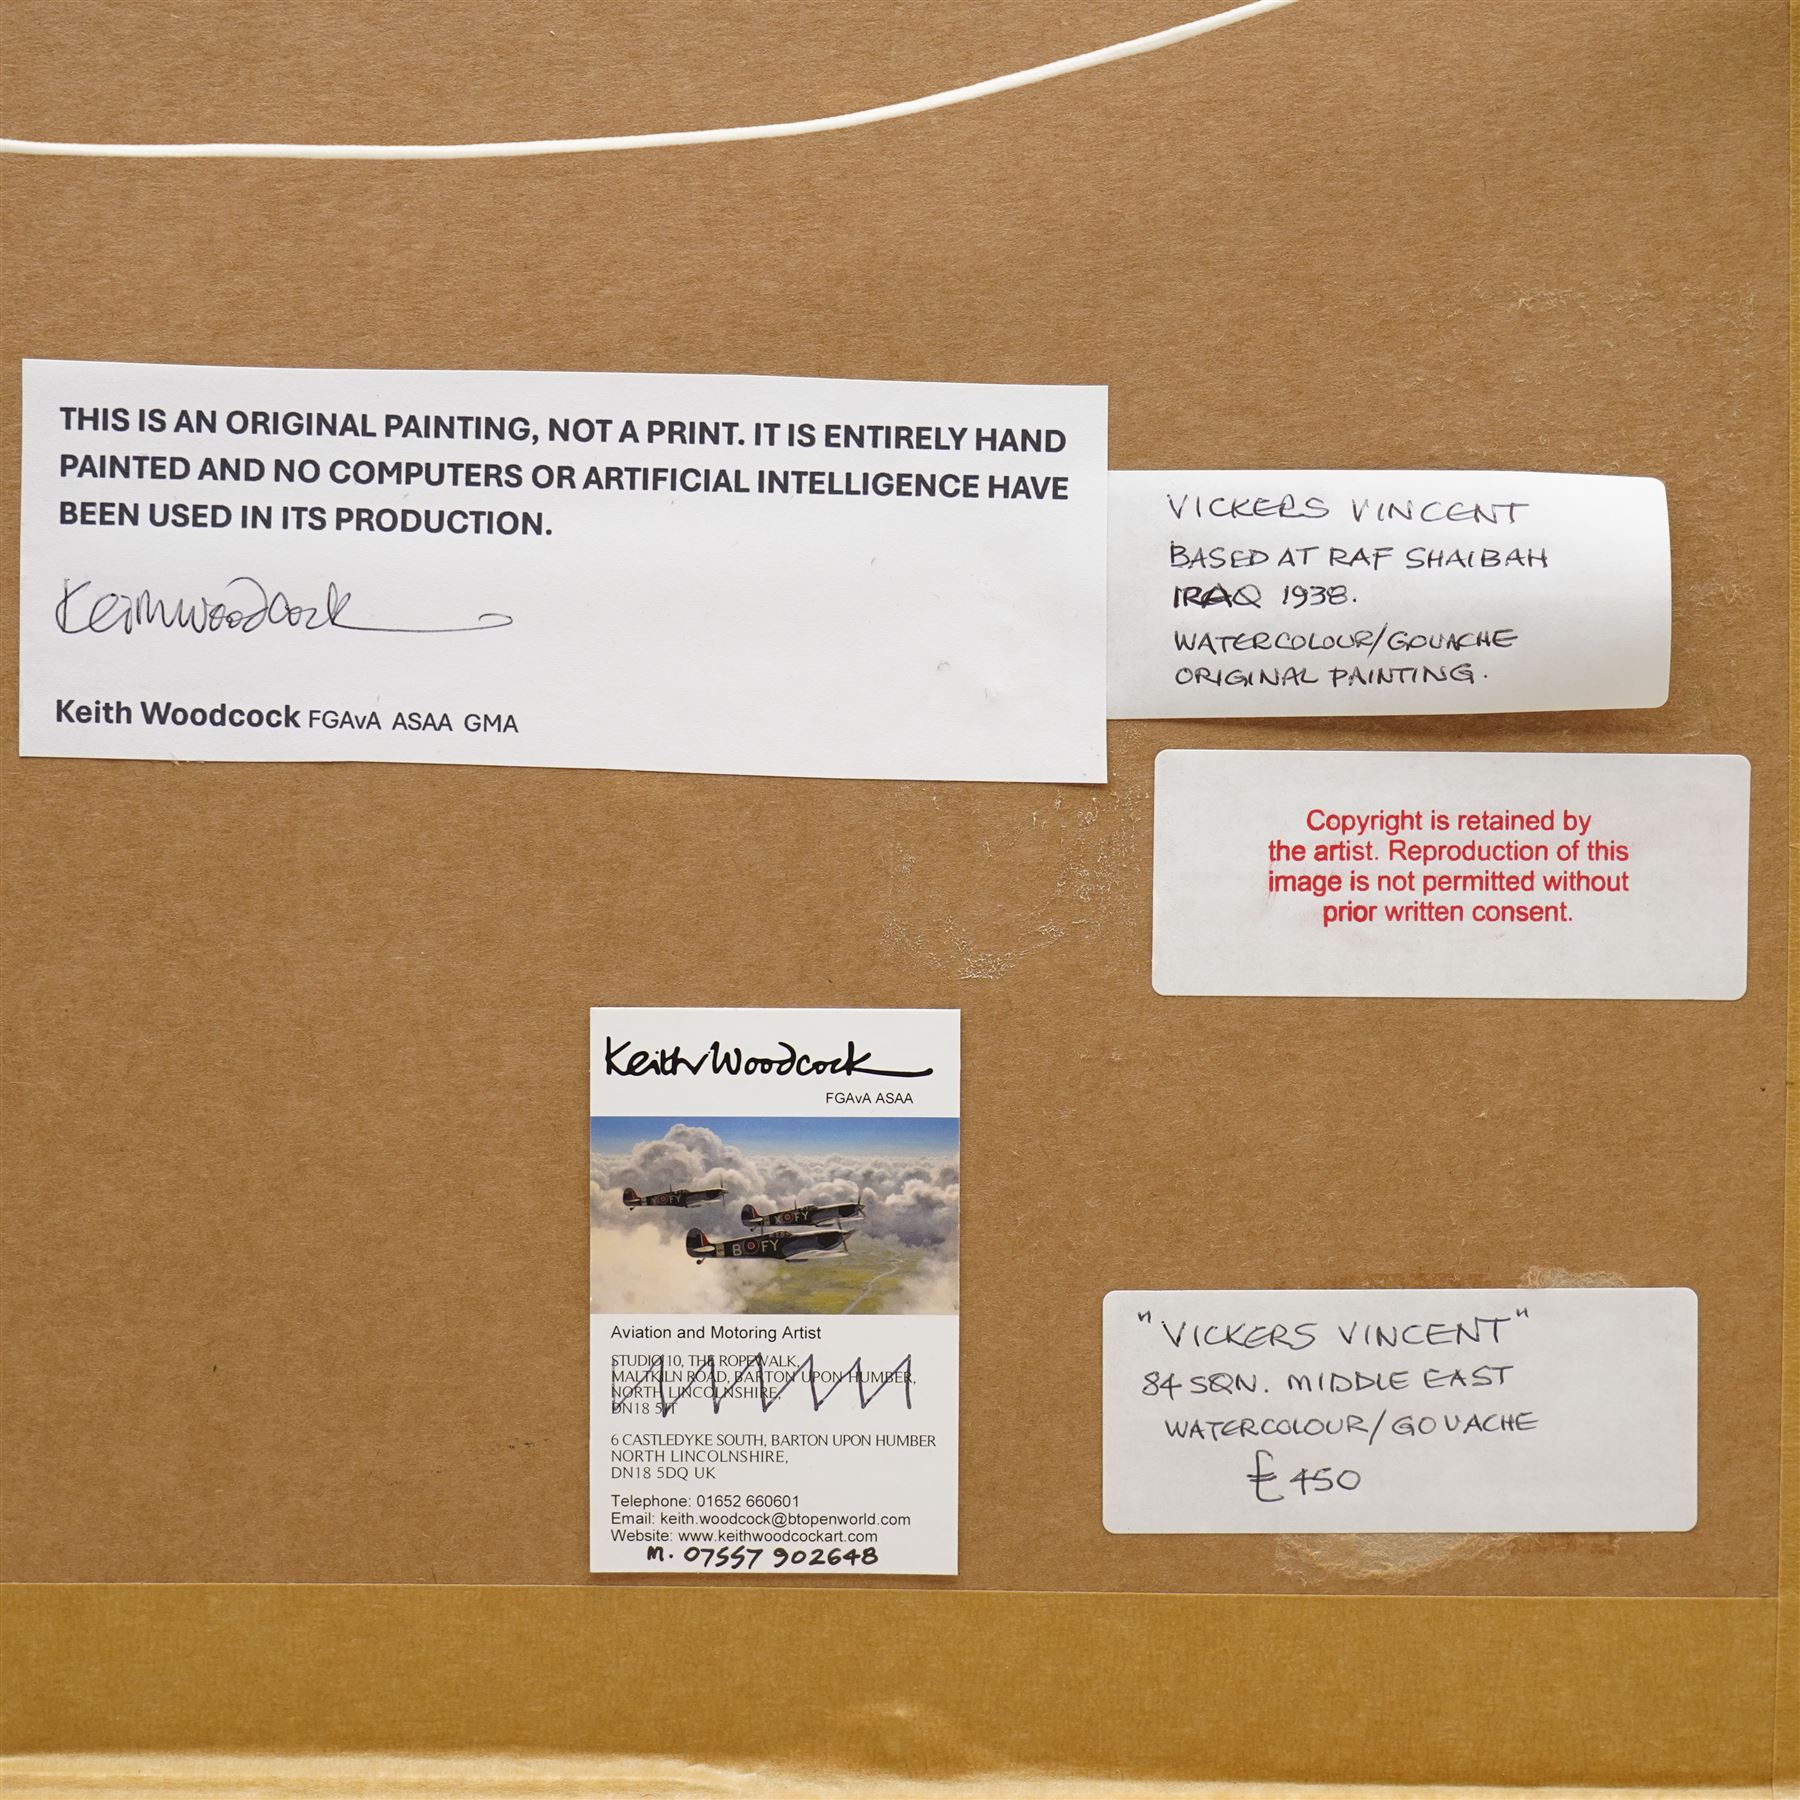 THIS IS AN ORIGINAL PAINTING, NOT A PRINT. IT IS ENTIRELY HAND
PAINTED AND NO COMPUTERS OR ARTIFICIAL INTELLIGENCE HAVE
BEEN USED IN ITS PRODUCTION.
Keith Woodcock
Keith Woodcock FGAvA ASAA GMA
VICKERS VINCENT
BASED AT RAF SHAIBAH
IRAQ 1938.
WATERCOLOUR/GOUACHE
ORIGINAL PAINTING.
Copyright is retained by
the artist. Reproduction of this
image is not permitted without
prior written consent.
Keith Woodcock
FGAvA ASAA
Y FY
X FY
B FY
Aviation and Motoring Artist
STUDIO 10, THE ROPEWALK,
MALTKILN ROAD, BARTON UPON HUMBER,
NORTH LINCOLNSHIRE,
DN18 5JT
6 CASTLEDYKE SOUTH, BARTON UPON HUMBER
NORTH LINCOLNSHIRE,
DN18 5DQ UK
Telephone: 01652 660601
Email: keith.woodcock@btopenworld.com
Website: www.keithwoodcockart.com
M. 07557 902648
"VICKERS VINCENT"
84 SQN. MIDDLE EAST
WATERCOLOUR/GOUACHE
£450